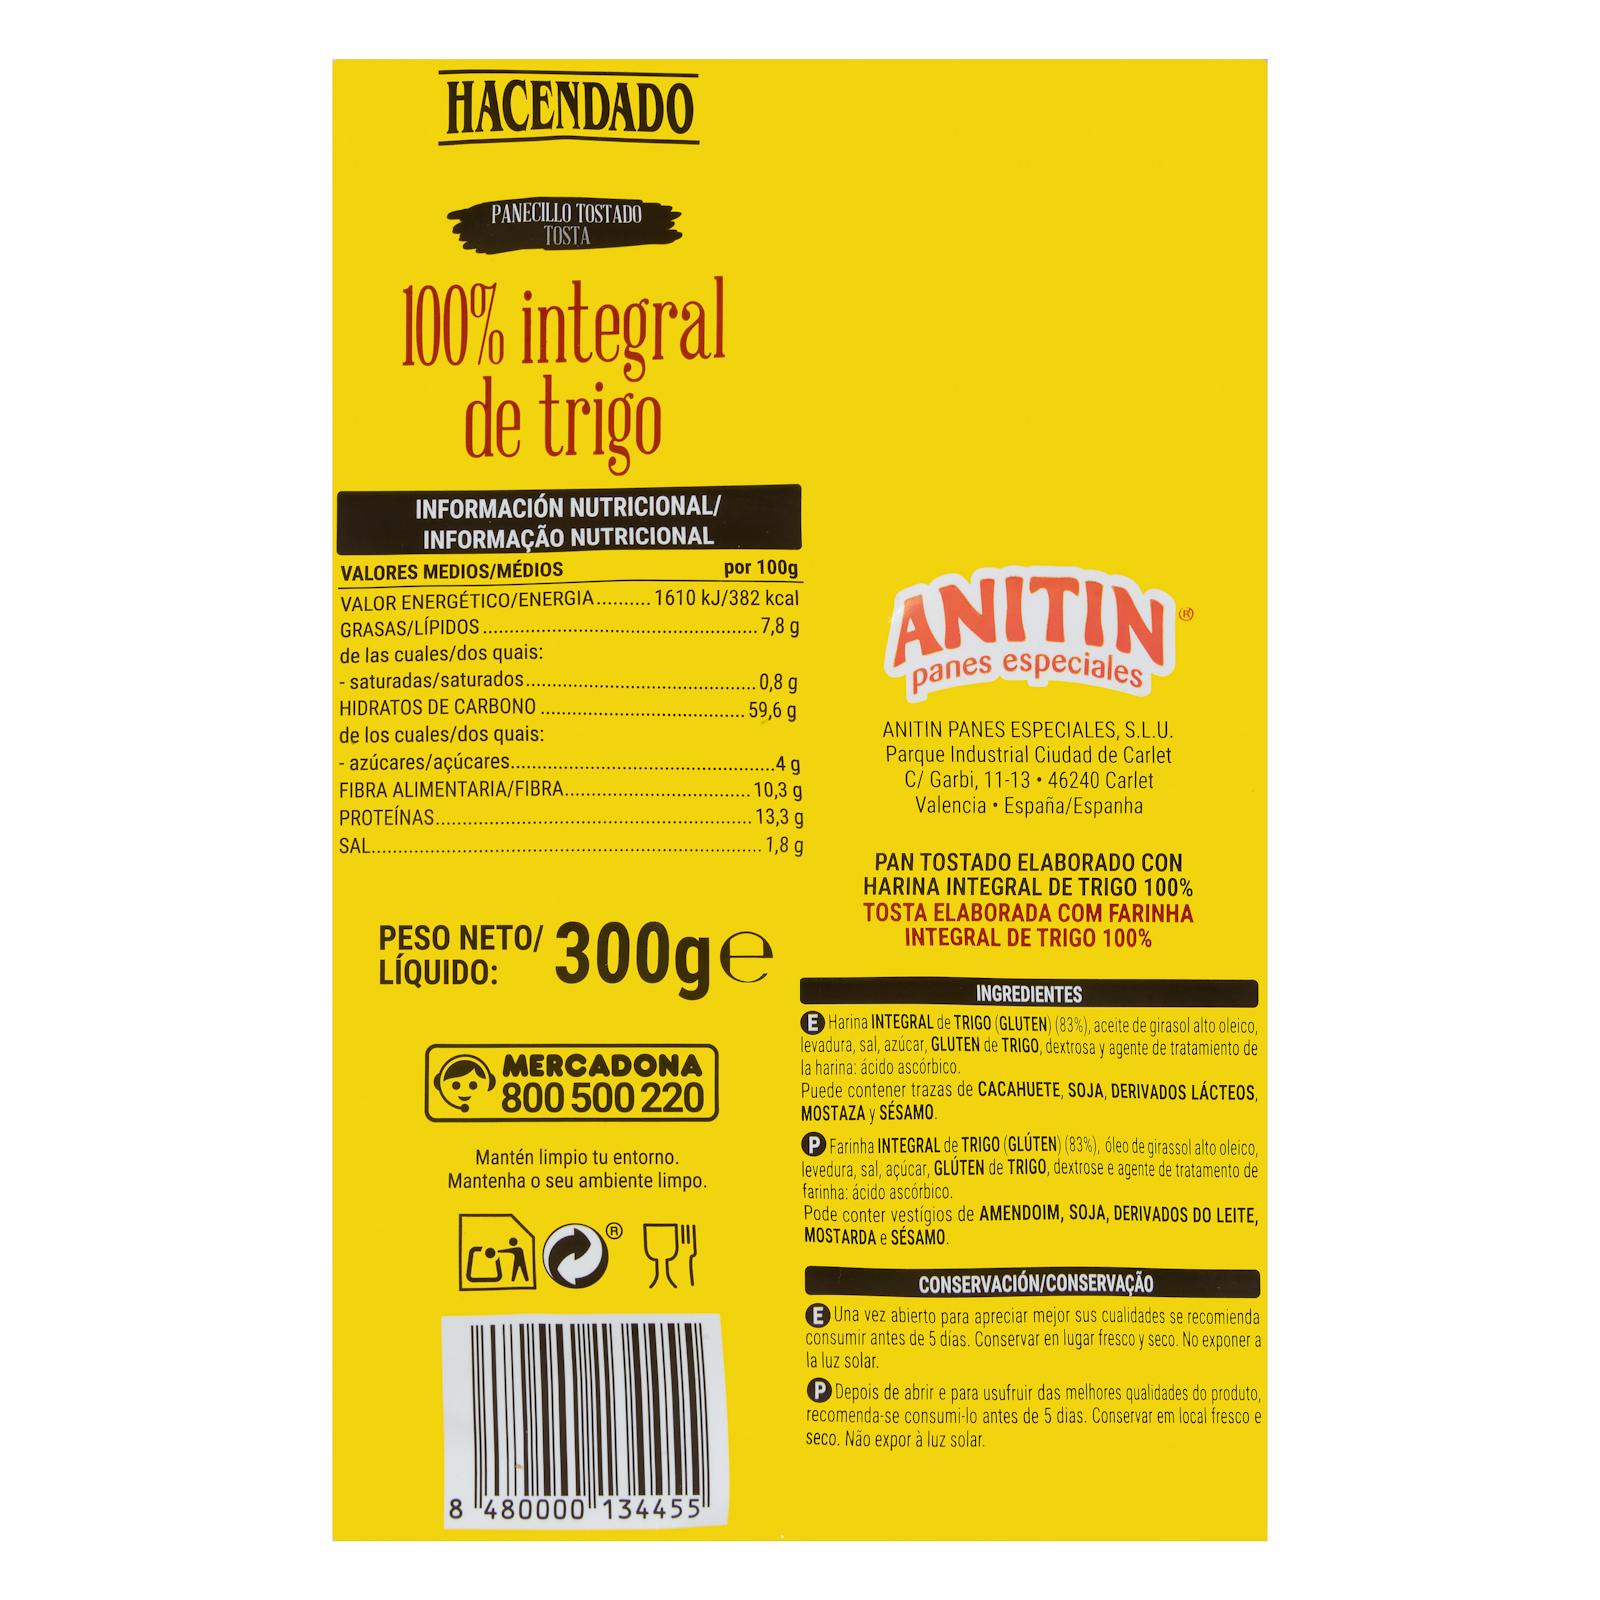 HACENDADO
PANECILLO TOSTADO
TOSTA
100% integral
de trigo
INFORMACIÓN NUTRICIONAL/
INFORMAÇÃO NUTRICIONAL
VALORES MEDIOS/MÉDIOS por 100g
VALOR ENERGÉTICO/ENERGIA.......... 1610 kJ/382 kcal
GRASAS/LÍPIDOS.......... 7,8 g
de las cuales/dos quais:
- saturadas/saturados.......... 0,8 g
HIDRATOS DE CARBONO .......... 59,6 g
de los cuales/dos quais:
- azúcares/açúcares.......... 4 g
FIBRA ALIMENTARIA/FIBRA.......... 10,3 g
PROTEÍNAS.......... 13,3 g
SAL.......... 1,8 g
PESO NETO/
LÍQUIDO:
300g e
MERCADONA
800 500 220
Mantén limpio tu entorno.
Mantenha o seu ambiente limpo.
®
8 480000 134455
ANITIN ®
panes especiales
ANITIN PANES ESPECIALES, S.L.U.
Parque Industrial Ciudad de Carlet
C/ Garbi, 11-13 • 46240 Carlet
Valencia • España/Espanha
PAN TOSTADO ELABORADO CON
HARINA INTEGRAL DE TRIGO 100%
TOSTA ELABORADA COM FARINHA
INTEGRAL DE TRIGO 100%
INGREDIENTES
E Harina INTEGRAL de TRIGO (GLUTEN) (83%), aceite de girasol alto oleico,
levadura, sal, azúcar, GLUTEN de TRIGO, dextrosa y agente de tratamiento de
la harina: ácido ascórbico.
Puede contener trazas de CACAHUETE, SOJA, DERIVADOS LÁCTEOS,
MOSTAZA y SÉSAMO.
P Farinha INTEGRAL de TRIGO (GLÚTEN) (83%), óleo de girassol alto oleico,
levedura, sal, açúcar, GLÚTEN de TRIGO, dextrose e agente de tratamento de
farinha: ácido ascórbico.
Pode conter vestígios de AMENDOIM, SOJA, DERIVADOS DO LEITE,
MOSTARDA e SÉSAMO.
CONSERVACIÓN/CONSERVAÇÃO
E Una vez abierto para apreciar mejor sus cualidades se recomienda
consumir antes de 5 días. Conservar en lugar fresco y seco. No exponer a
la luz solar.
P Depois de abrir e para usufruir das melhores qualidades do produto,
recomenda-se consumi-lo antes de 5 dias. Conservar em local fresco e
seco. Não expor à luz solar.